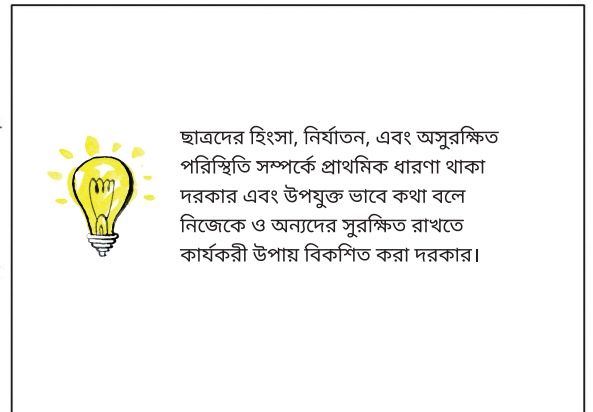 ছাত্রদের হিংসা, নির্যাতন, এবং অসুরক্ষিত
পরিস্থিতি সম্পর্কে প্রাথমিক ধারণা থাকা
দরকার এবং উপযুক্ত ভাবে কথা বলে
নিজেকে ও অন্যদের সুরক্ষিত রাখতে
কার্যকরী উপায় বিকশিত করা দরকার।